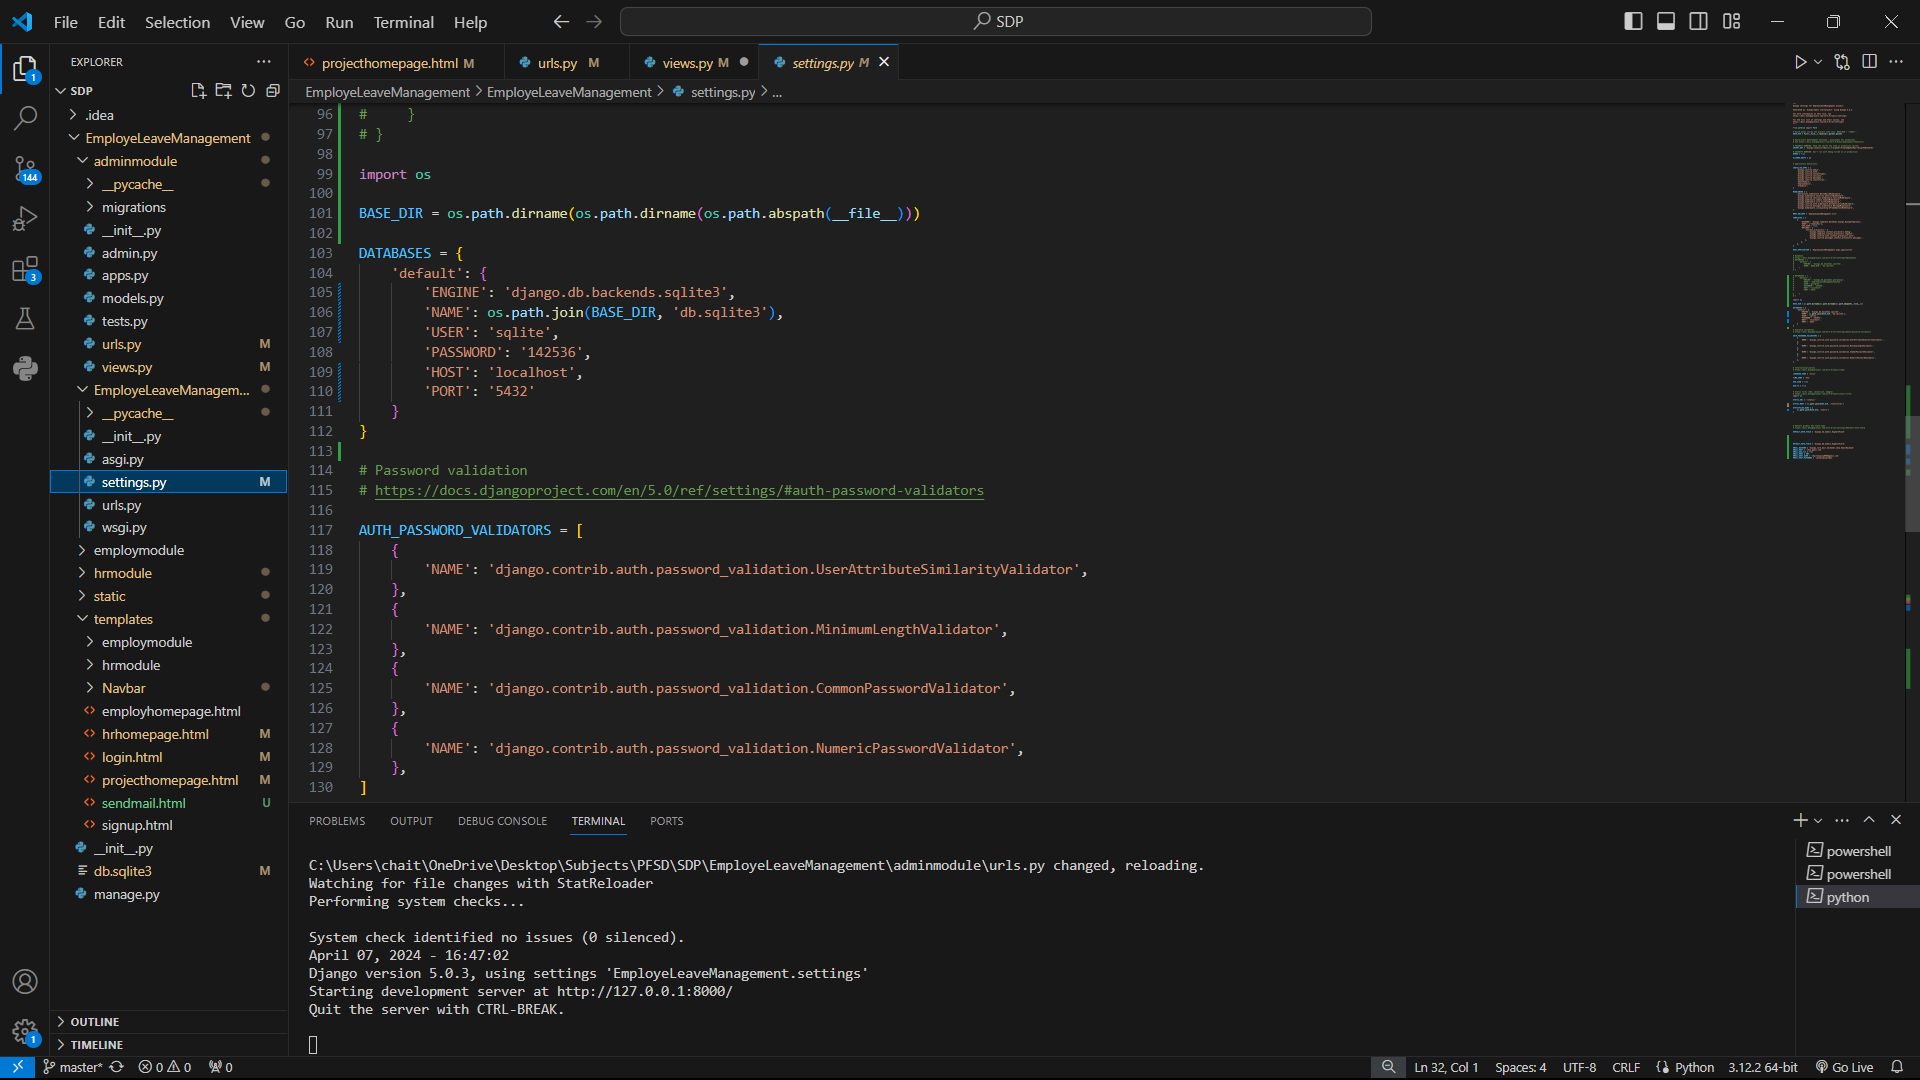 File Edit Selection View Go Run Terminal Help
SDP
EXPLORER
projecthomepage.html M
urls.py M
views.py M
settings.py M
SDP
EmployeLeaveManagement > EmployeLeaveManagement > settings.py > ...
.idea
EmployeLeaveManagement
adminmodule
__pycache__
migrations
__init__.py
admin.py
apps.py
models.py
tests.py
urls.py M
views.py M
EmployeLeaveManagem...
__pycache__
__init__.py
asgi.py
settings.py M
urls.py
wsgi.py
employmodule
hrmodule
static
templates
employmodule
hrmodule
Navbar
employhomepage.html
hrhomepage.html M
login.html M
projecthomepage.html M
sendmail.html U
signup.html
__init__.py
db.sqlite3 M
manage.py
OUTLINE
TIMELINE
1
144
3
1
96 #     }
97 # }
98
99 import os
100
101 BASE_DIR = os.path.dirname(os.path.dirname(os.path.abspath(__file__)))
102
103 DATABASES = {
104     'default': {
105         'ENGINE': 'django.db.backends.sqlite3',
106         'NAME': os.path.join(BASE_DIR, 'db.sqlite3'),
107         'USER': 'sqlite',
108         'PASSWORD': '142536',
109         'HOST': 'localhost',
110         'PORT': '5432'
111     }
112 }
113
114 # Password validation
115 # https://docs.djangoproject.com/en/5.0/ref/settings/#auth-password-validators
116
117 AUTH_PASSWORD_VALIDATORS = [
118     {
119         'NAME': 'django.contrib.auth.password_validation.UserAttributeSimilarityValidator',
120     },
121     {
122         'NAME': 'django.contrib.auth.password_validation.MinimumLengthValidator',
123     },
124     {
125         'NAME': 'django.contrib.auth.password_validation.CommonPasswordValidator',
126     },
127     {
128         'NAME': 'django.contrib.auth.password_validation.NumericPasswordValidator',
129     },
130 ]
PROBLEMS OUTPUT DEBUG CONSOLE TERMINAL PORTS
C:\Users\chait\OneDrive\Desktop\Subjects\PFSD\SDP\EmployeLeaveManagement\adminmodule\urls.py changed, reloading.
Watching for file changes with StatReloader
Performing system checks...
System check identified no issues (0 silenced).
April 07, 2024 - 16:47:02
Django version 5.0.3, using settings 'EmployeLeaveManagement.settings'
Starting development server at http://127.0.0.1:8000/
Quit the server with CTRL-BREAK.
powershell
powershell
python
master* 0 0 0
Ln 32, Col 1 Spaces: 4 UTF-8 CRLF Python 3.12.2 64-bit Go Live